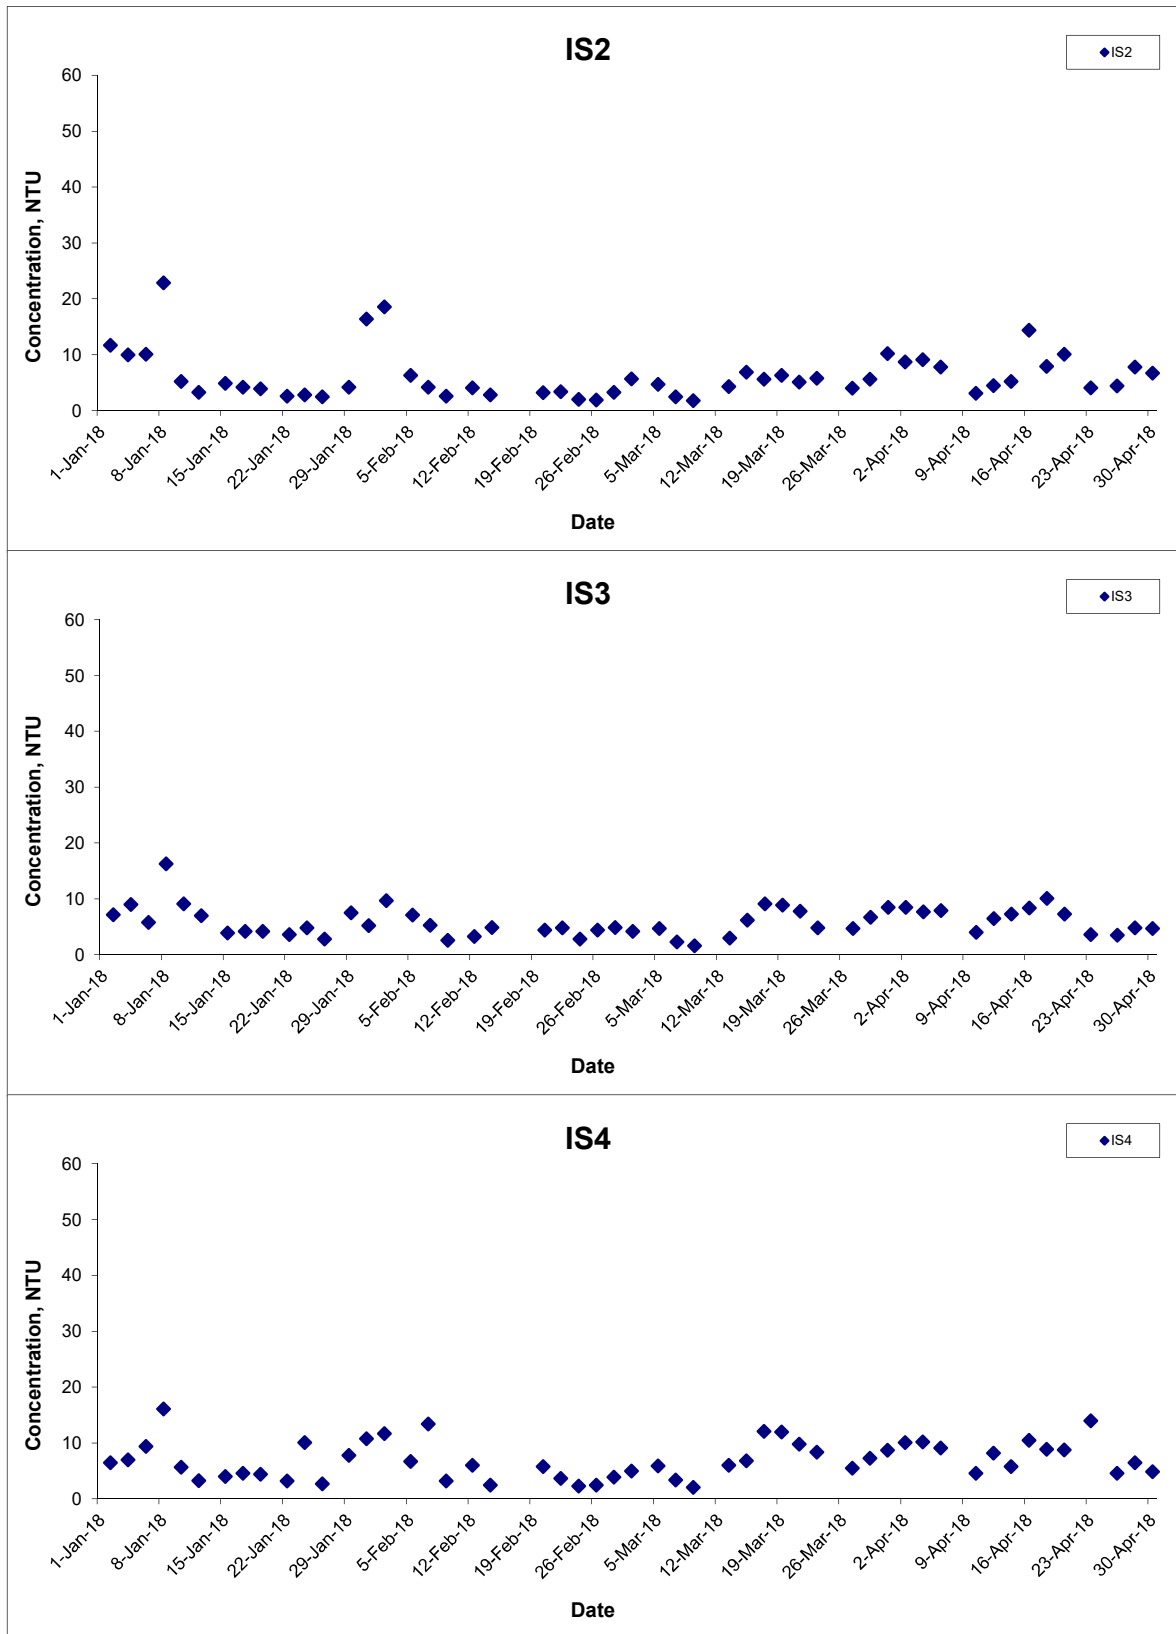 IS2
IS2
60
50
40
30
20
10
0
Concentration, NTU
1-Jan-18
8-Jan-18
15-Jan-18
22-Jan-18
29-Jan-18
5-Feb-18
12-Feb-18
19-Feb-18
26-Feb-18
5-Mar-18
12-Mar-18
19-Mar-18
26-Mar-18
2-Apr-18
9-Apr-18
16-Apr-18
23-Apr-18
30-Apr-18
Date
IS3
IS3
60
50
40
30
20
10
0
Concentration, NTU
1-Jan-18
8-Jan-18
15-Jan-18
22-Jan-18
29-Jan-18
5-Feb-18
12-Feb-18
19-Feb-18
26-Feb-18
5-Mar-18
12-Mar-18
19-Mar-18
26-Mar-18
2-Apr-18
9-Apr-18
16-Apr-18
23-Apr-18
30-Apr-18
Date
IS4
IS4
60
50
40
30
20
10
0
Concentration, NTU
1-Jan-18
8-Jan-18
15-Jan-18
22-Jan-18
29-Jan-18
5-Feb-18
12-Feb-18
19-Feb-18
26-Feb-18
5-Mar-18
12-Mar-18
19-Mar-18
26-Mar-18
2-Apr-18
9-Apr-18
16-Apr-18
23-Apr-18
30-Apr-18
Date